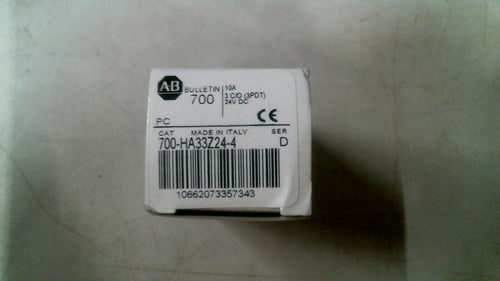 AB
BULLETIN
700
10A
3 C/O (3PDT)
24V DC
PC
CE
CAT MADE IN ITALY SER
700-HA33Z24-4 D
10662073357343